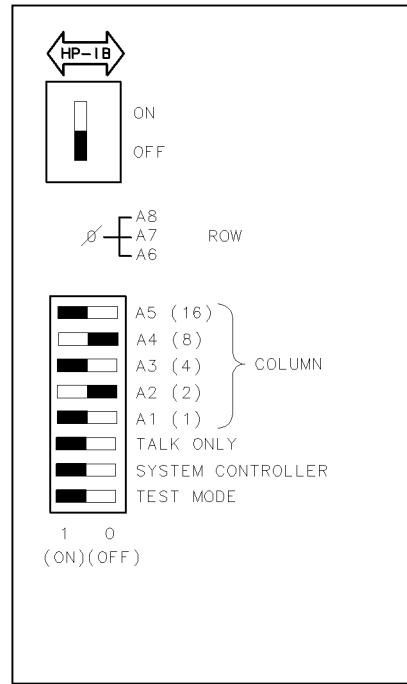 HP-IB
ON
OFF
A8
Ø A7 ROW
A6
A5 (16)
A4 (8)
A3 (4) COLUMN
A2 (2)
A1 (1)
TALK ONLY
SYSTEM CONTROLLER
TEST MODE
1 0
(ON)(OFF)